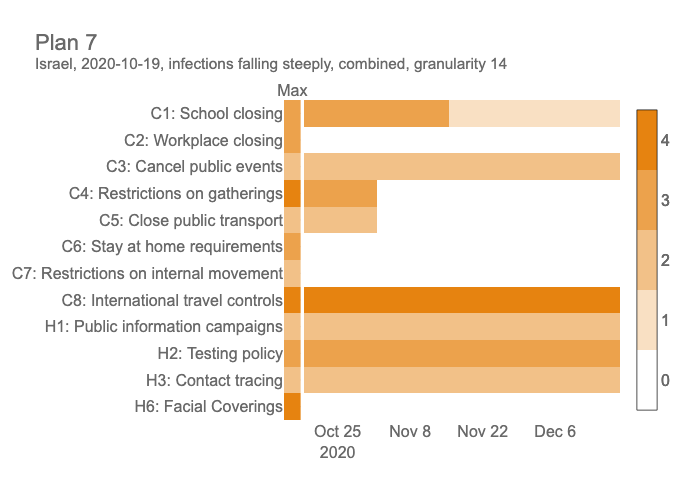 Plan 7
Israel, 2020-10-19, infections falling steeply, combined, granularity 14
Max
C1: School closing
C2: Workplace closing
C3: Cancel public events
C4: Restrictions on gatherings
C5: Close public transport
C6: Stay at home requirements
C7: Restrictions on internal movement
C8: International travel controls
H1: Public information campaigns
H2: Testing policy
H3: Contact tracing
H6: Facial Coverings
4
3
2
1
0
Oct 25 Nov 8 Nov 22 Dec 6
2020